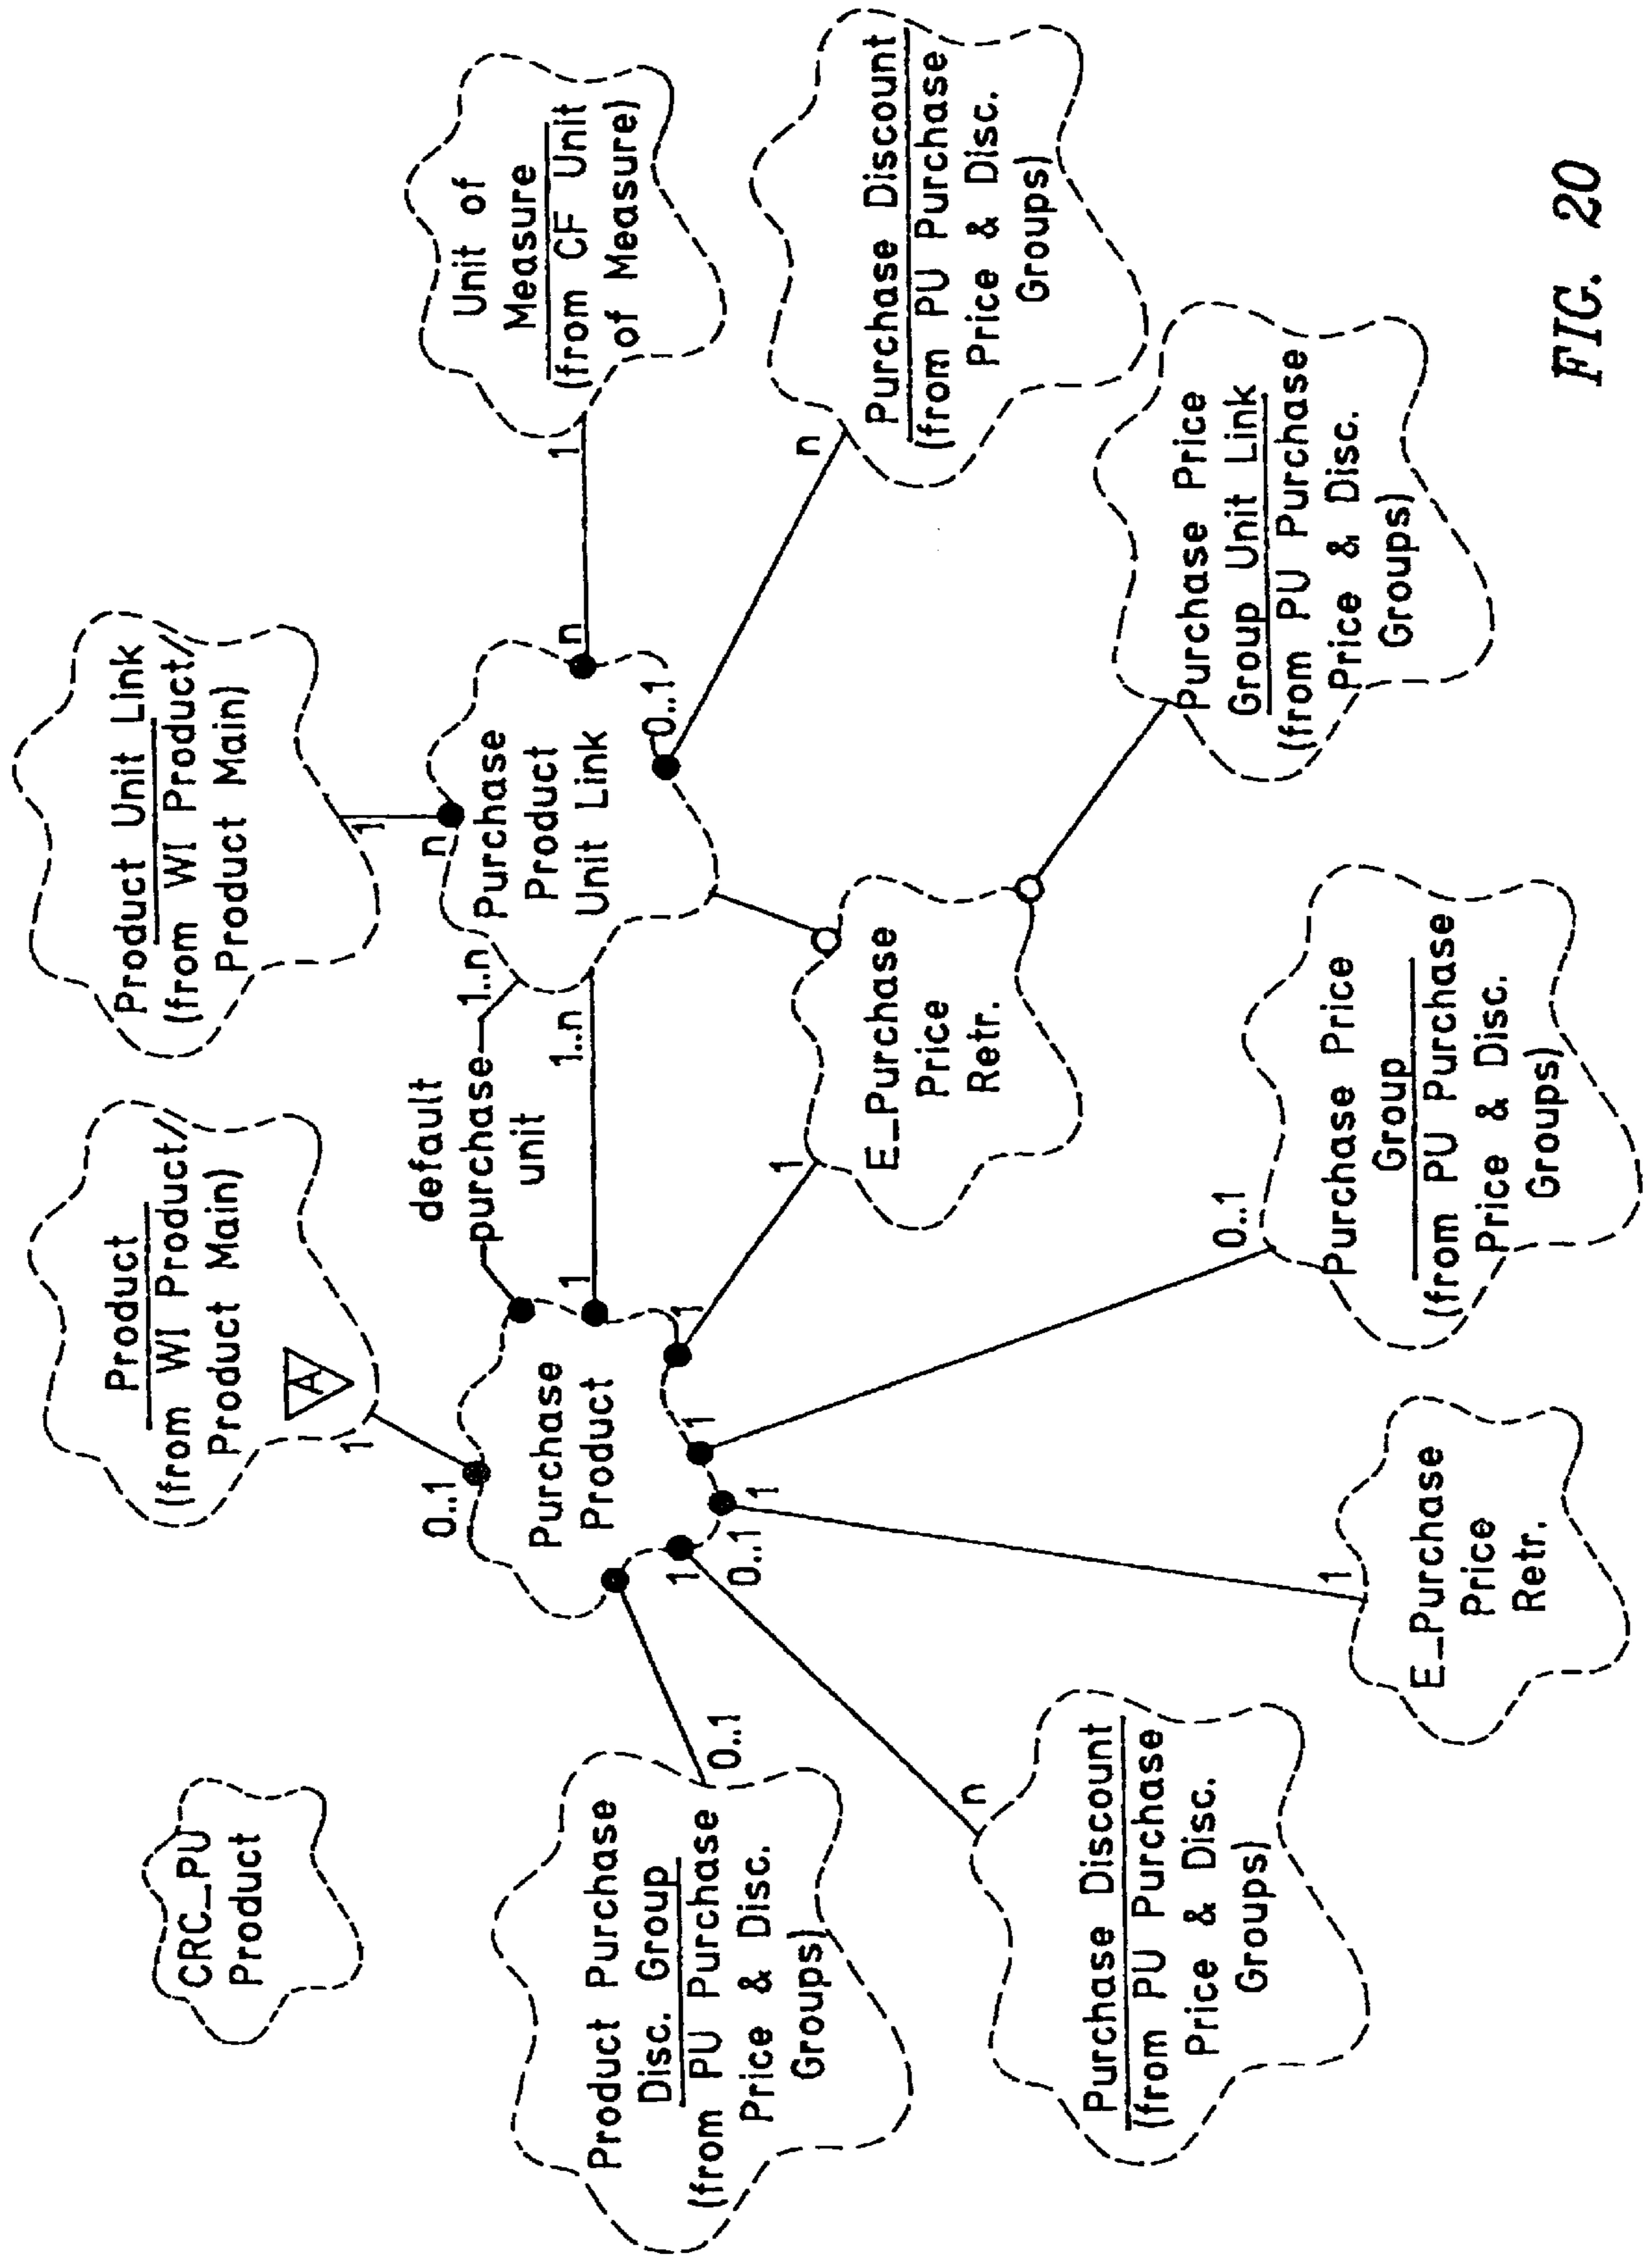 CRC_PU
Product
Product
(from WI Product/
Product Main)
A
1
0..1
Product Unit Link
(from WI Product/
Product Main)
1
n
Unit of
Measure
(from CF Unit
of Measure)
1
n
default
purchase
unit
1..n
1..n
1
Purchase
Product
Purchase
Product
Unit Link
0..1
n
Purchase Discount
(from PU Purchase
Price & Disc.
Groups)
Product Purchase
Disc. Group
(from PU Purchase
Price & Disc.
Groups)
0..1
1
0..1
1
1
1
1
E_Purchase
Price
Retr.
Purchase Price
Group Unit Link
(from PU Purchase
Price & Disc.
Groups)
n
Purchase Discount
(from PU Purchase
Price & Disc.
Groups)
1
E_Purchase
Price
Retr.
0..1
Purchase Price
Group
(from PU Purchase
Price & Disc.
Groups)
FIG. 20